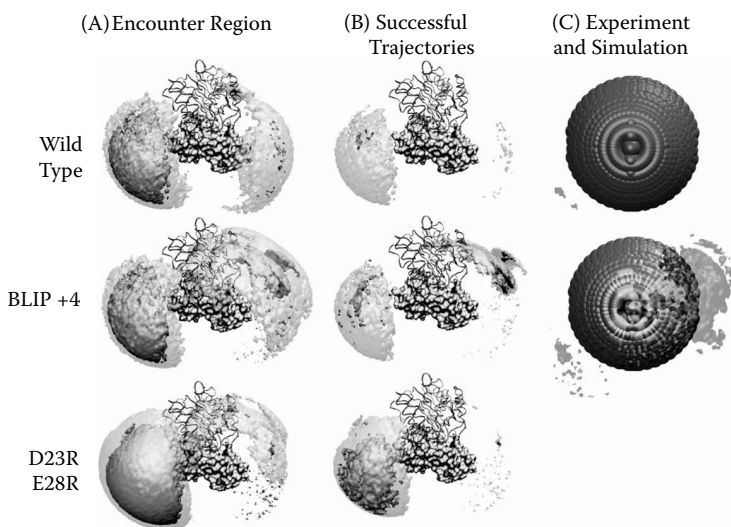 (A) Encounter Region
(B) Successful
Trajectories
(C) Experiment
and Simulation
Wild
Type
BLIP +4
D23R
E28R